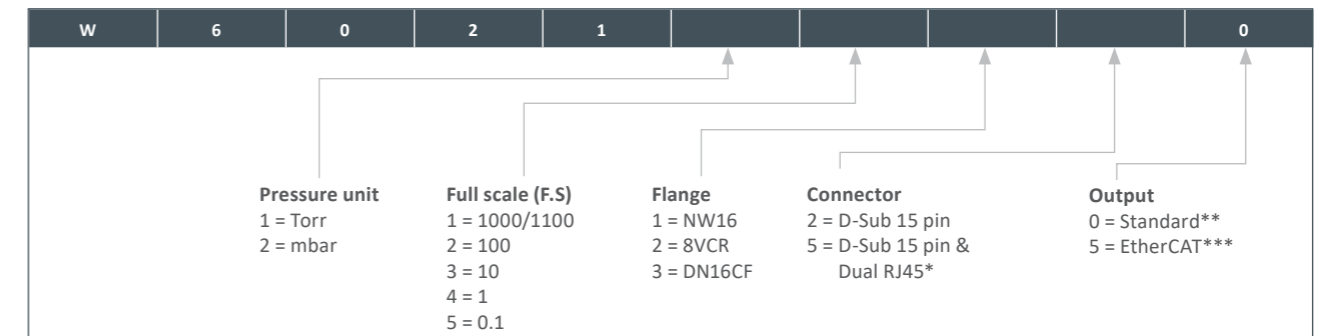 W 6 0 2 1 0
Pressure unit Full scale (F.S) Flange Connector Output
1 = Torr 1 = 1000/1100 1 = NW16 2 = D-Sub 15 pin 0 = Standard**
2 = mbar 2 = 100 2 = 8VCR 5 = D-Sub 15 pin & 5 = EtherCAT***
3 = 10 3 = DN16CF Dual RJ45*
4 = 1
5 = 0.1